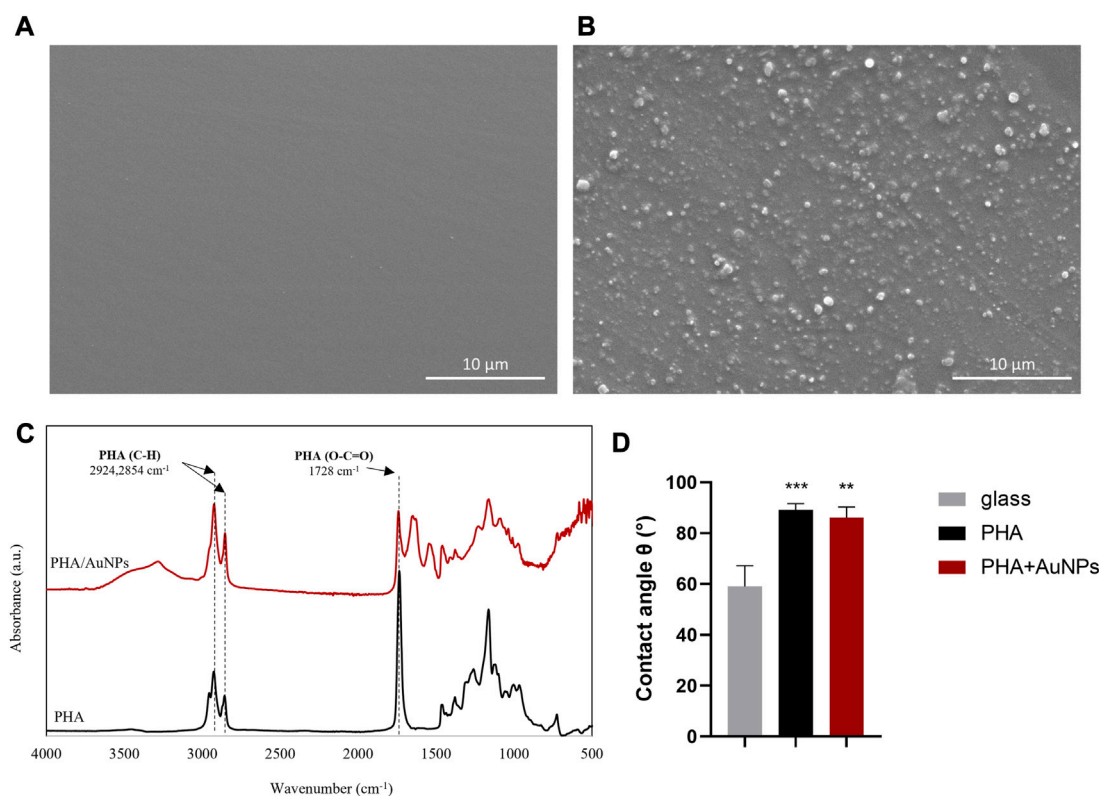 A
B
10 µm
10 µm
C
PHA (C-H)
2924,2854 cm-1
PHA (O-C=O)
1728 cm-1
PHA/AuNPs
PHA
Absorbance (a.u.)
4000 3500 3000 2500 2000 1500 1000 500
Wavenumber (cm-1)
D
Contact angle θ (°)
100
80
60
40
20
0
*** **
glass
PHA
PHA+AuNPs